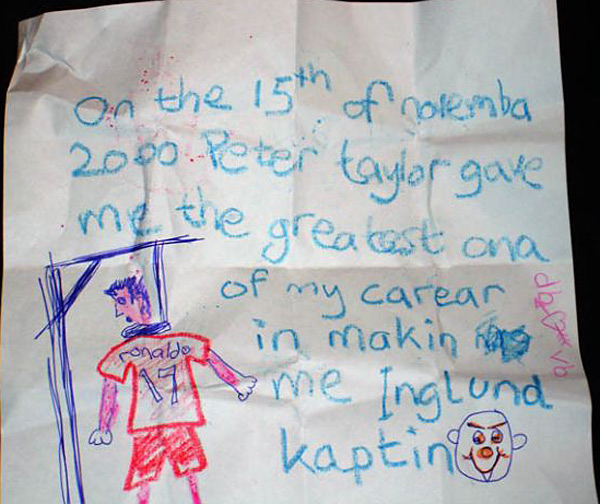 On the 15th of novemba
2000 Peter taylor gave
me the greatest ona
of my carear
in makin
me Inglund
kaptin
ronaldo
17